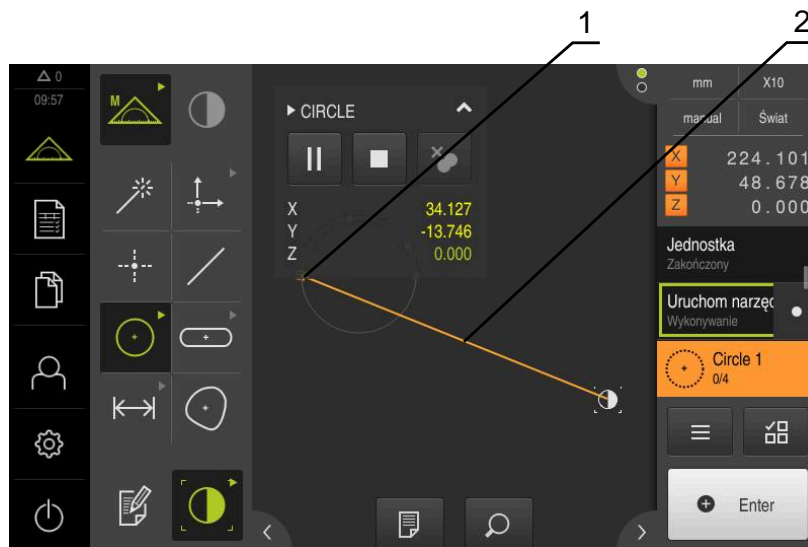 1
2
0
09:57
M
CIRCLE
X 34.127
Y -13.746
Z 0.000
mm X10
manual Świat
X 224.101
Y 48.678
Z 0.000
Jednostka
Zakończony
Uruchom narzęd
Wykonywanie
Circle 1
0/4
Enter